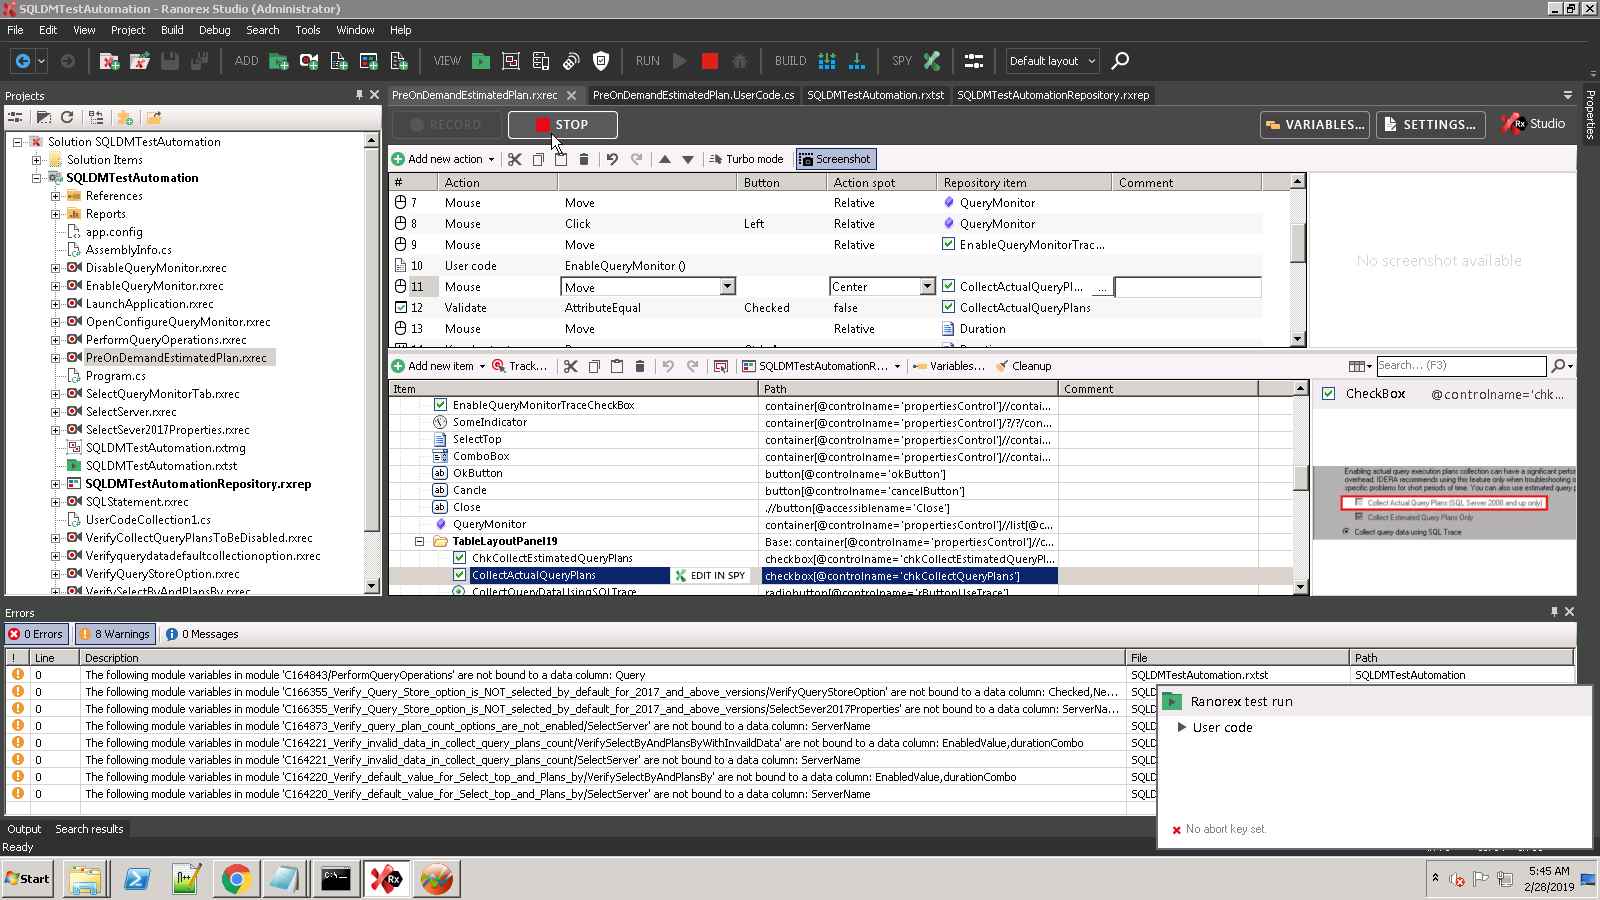 SQLDMTestAutomation - Ranorex Studio (Administrator)
File Edit View Project Build Debug Search Tools Window Help
ADD VIEW RUN BUILD SPY Default layout
Projects
Properties
PreOnDemandEstimatedPlan.rxrec PreOnDemandEstimatedPlan.UserCode.cs SQLDMTestAutomation.rxtst SQLDMTestAutomationRepository.rxrep
RECORD STOP VARIABLES... SETTINGS... Rx Studio
Solution SQLDMTestAutomation
Solution Items
SQLDMTestAutomation
References
Reports
app.config
AssemblyInfo.cs
DisableQueryMonitor.rxrec
EnableQueryMonitor.rxrec
LaunchApplication.rxrec
OpenConfigureQueryMonitor.rxrec
PerformQueryOperations.rxrec
PreOnDemandEstimatedPlan.rxrec
Program.cs
SelectQueryMonitorTab.rxrec
SelectServer.rxrec
SelectSever2017Properties.rxrec
SQLDMTestAutomation.rxtmg
SQLDMTestAutomation.rxtst
SQLDMTestAutomationRepository.rxrep
SQLStatement.rxrec
UserCodeCollection1.cs
VerifyCollectQueryPlansToBeDisabled.rxrec
Verifyquerydatadefaultcollectionoption.rxrec
VerifyQueryStoreOption.rxrec
VerifySelectByAndPlansBy.rxrec
Add new action Turbo mode Screenshot
# Action Button Action spot Repository item Comment
7 Mouse Move Relative QueryMonitor
8 Mouse Click Left QueryMonitor
9 Mouse Move Relative EnableQueryMonitorTrac...
10 User code EnableQueryMonitor ()
11 Mouse Move Center CollectActualQueryPl... ...
12 Validate AttributeEqual Checked false CollectActualQueryPlans
13 Mouse Move Relative Duration
No screenshot available
Add new item Track... SQLDMTestAutomationR... Variables... Cleanup Search... (F3)
Item Path Comment
EnableQueryMonitorTraceCheckBox container[@controlname='propertiesControl']//contai...
SomeIndicator container[@controlname='propertiesControl']/?/?/con...
SelectTop container[@controlname='propertiesControl']//contai...
ComboBox container[@controlname='propertiesControl']//contai...
OkButton button[@controlname='okButton']
Cancle button[@controlname='cancelButton']
Close .//button[@accessiblename='Close']
QueryMonitor container[@controlname='propertiesControl']//list[@c...
TableLayoutPanel19 Base: container[@controlname='propertiesControl']//c...
ChkCollectEstimatedQueryPlans checkbox[@controlname='chkCollectEstimatedQueryPl...
CollectActualQueryPlans EDIT IN SPY checkbox[@controlname='chkCollectQueryPlans']
CollectQueryDataUsingSQLTrace radiobutton[@controlname='rButtonUseTrace']
CheckBox @controlname='chk...
Enabling actual query execution plans collection can have a significant perfor
overhead. IDERA recommends using this feature only when troubleshooting s
specific problems for short periods of time. You can also use estimated query p
Collect Actual Query Plans (SQL Server 2008 and up only)
Collect Estimated Query Plans Only
Collect query data using SQL Trace
Errors
0 Errors 8 Warnings 0 Messages
! Line Description File Path
0 The following module variables in module 'C164843/PerformQueryOperations' are not bound to a data column: Query SQLDMTestAutomation.rxtst SQLDMTestAutomation
0 The following module variables in module 'C166355_Verify_Query_Store_option_is_NOT_selected_by_default_for_2017_and_above_versions/VerifyQueryStoreOption' are not bound to a data column: Checked,Ne... SQLD
0 The following module variables in module 'C166355_Verify_Query_Store_option_is_NOT_selected_by_default_for_2017_and_above_versions/SelectSever2017Properties' are not bound to a data column: ServerNa... SQLD
0 The following module variables in module 'C164873_Verify_query_plan_count_options_are_not_enabled/SelectServer' are not bound to a data column: ServerName SQLD
0 The following module variables in module 'C164221_Verify_invalid_data_in_collect_query_plans_count/VerifySelectByAndPlansByWithInvaildData' are not bound to a data column: EnabledValue,durationCombo SQLD
0 The following module variables in module 'C164221_Verify_invalid_data_in_collect_query_plans_count/SelectServer' are not bound to a data column: ServerName SQLD
0 The following module variables in module 'C164220_Verify_default_value_for_Select_top_and_Plans_by/VerifySelectByAndPlansBy' are not bound to a data column: EnabledValue,durationCombo SQLD
0 The following module variables in module 'C164220_Verify_default_value_for_Select_top_and_Plans_by/SelectServer' are not bound to a data column: ServerName SQLD
Ranorex test run
User code
No abort key set.
Output Search results
Ready
Start
5:45 AM
2/28/2019